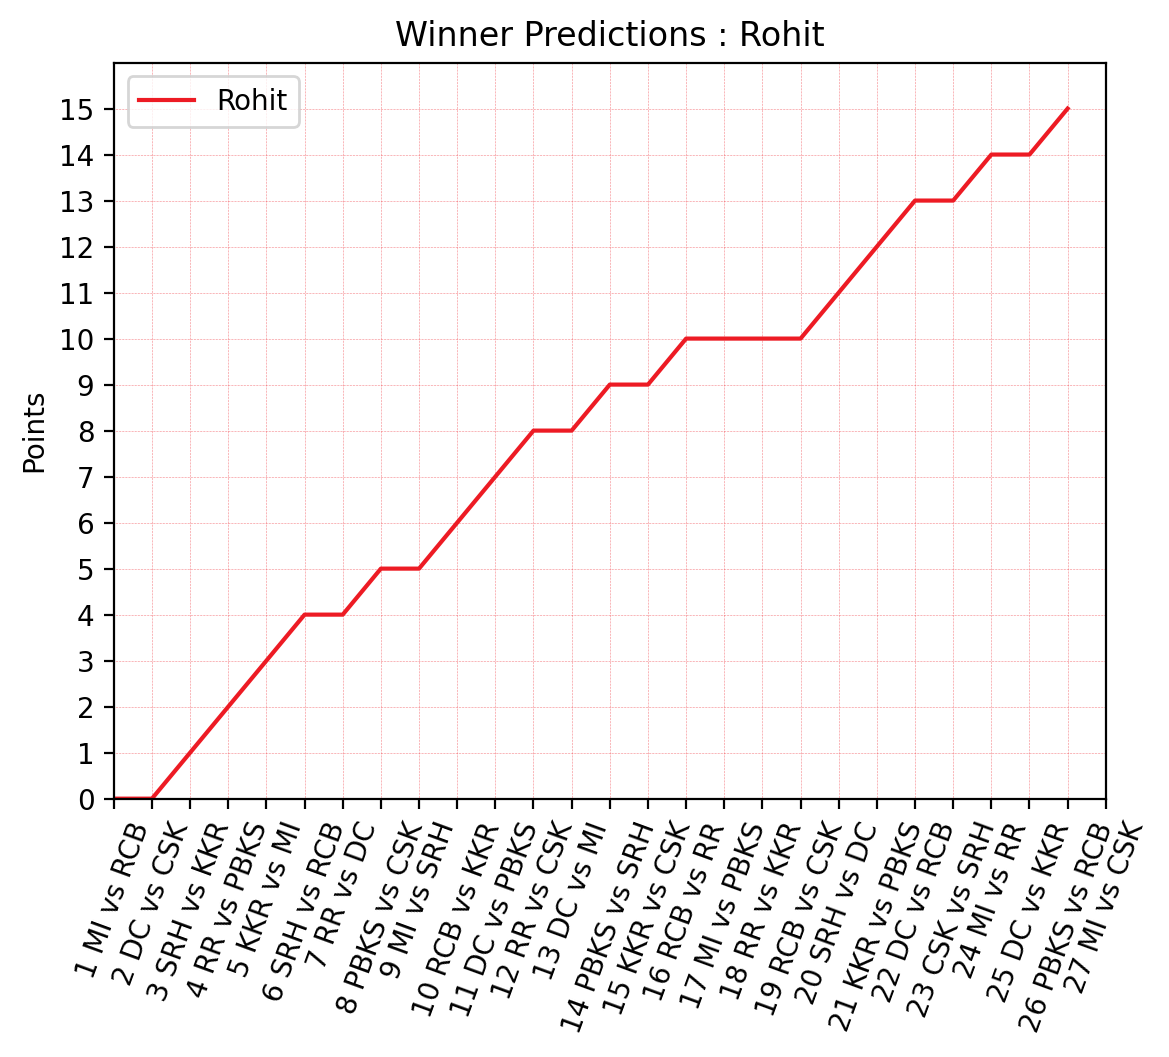 Winner Predictions : Rohit
Rohit
Points
15
14
13
12
11
10
9
8
7
6
5
4
3
2
1
0
1 MI vs RCB
2 DC vs CSK
3 SRH vs KKR
4 RR vs PBKS
5 KKR vs MI
6 SRH vs RCB
7 RR vs DC
8 PBKS vs CSK
9 MI vs SRH
10 RCB vs KKR
11 DC vs PBKS
12 RR vs CSK
13 DC vs MI
14 PBKS vs SRH
15 KKR vs CSK
16 RCB vs RR
17 MI vs PBKS
18 RR vs KKR
19 RCB vs CSK
20 SRH vs DC
21 KKR vs PBKS
22 DC vs RCB
23 CSK vs SRH
24 MI vs RR
25 DC vs KKR
26 PBKS vs RCB
27 MI vs CSK